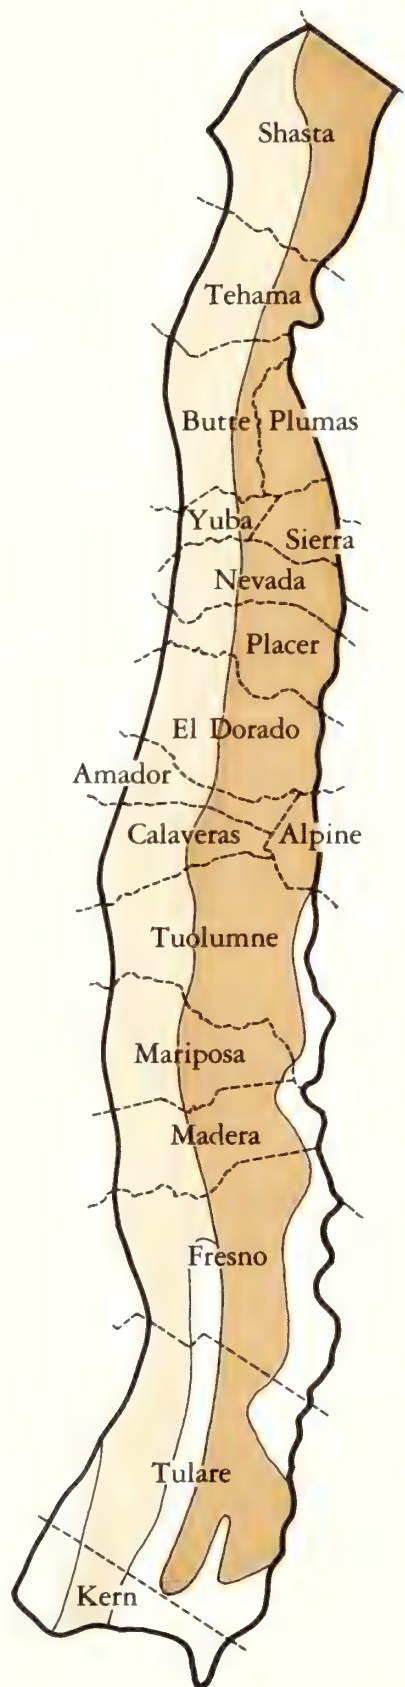 Shasta
Tehama
Butte
Plumas
Yuba
Sierra
Nevada
Placer
El Dorado
Amador
Calaveras
Alpine
Tuolumne
Mariposa
Madera
Fresno
Tulare
Kern